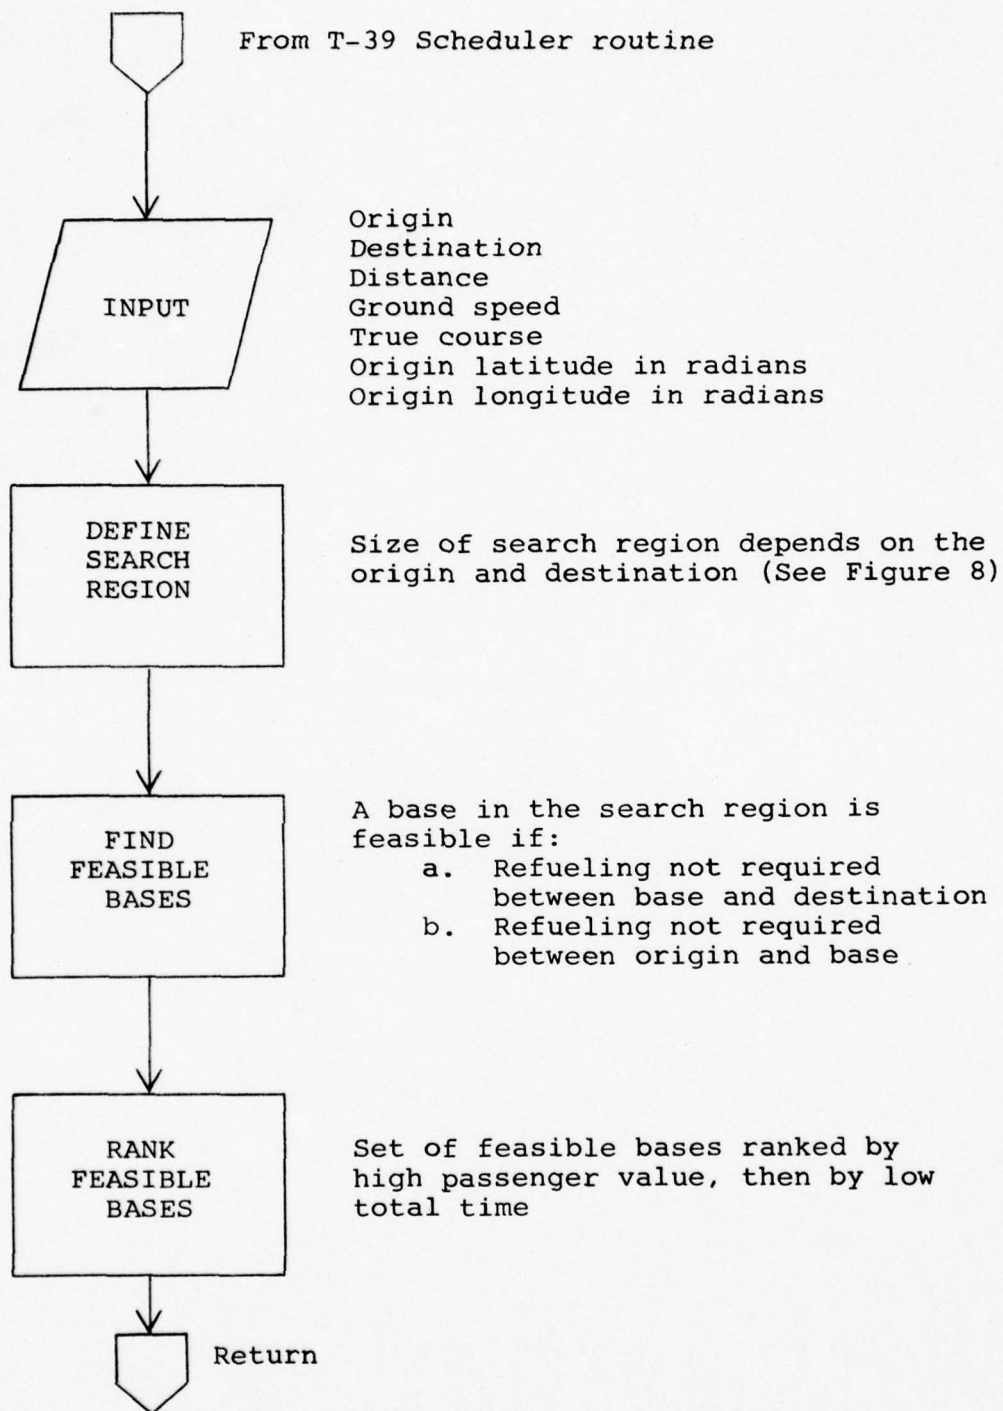 From T-39 Scheduler routine
INPUT
Origin
Destination
Distance
Ground speed
True course
Origin latitude in radians
Origin longitude in radians
DEFINE
SEARCH
REGION
Size of search region depends on the
origin and destination (See Figure 8)
FIND
FEASIBLE
BASES
A base in the search region is
feasible if:
a. Refueling not required
between base and destination
b. Refueling not required
between origin and base
RANK
FEASIBLE
BASES
Set of feasible bases ranked by
high passenger value, then by low
total time
Return